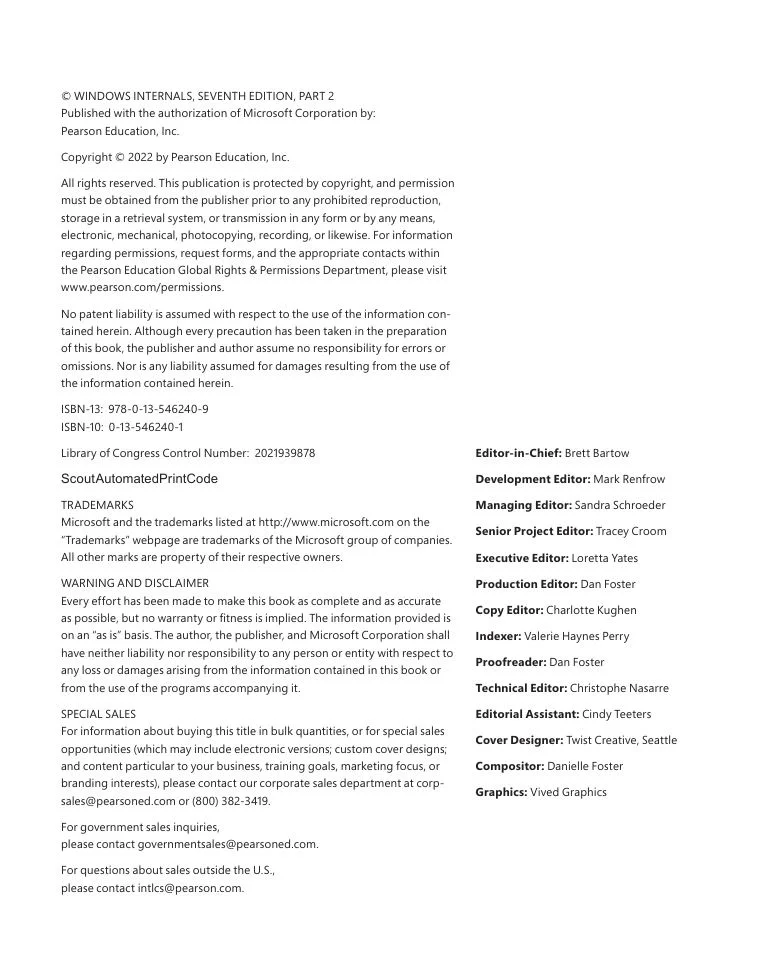 © WINDOWS INTERNALS, SEVENTH EDITION, PART 2
Published with the authorization of Microsoft Corporation by:
Pearson Education, Inc.
Copyright © 2022 by Pearson Education, Inc.
All rights reserved. This publication is protected by copyright, and permission
must be obtained from the publisher prior to any prohibited reproduction,
storage in a retrieval system, or transmission in any form or by any means,
electronic, mechanical, photocopying, recording, or likewise. For information
regarding permissions, request forms, and the appropriate contacts within
the Pearson Education Global Rights & Permissions Department, please visit
www.pearson.com/permissions.
No patent liability is assumed with respect to the use of the information con-
tained herein. Although every precaution has been taken in the preparation
of this book, the publisher and author assume no responsibility for errors or
omissions. Nor is any liability assumed for damages resulting from the use of
the information contained herein.
ISBN-13: 978-0-13-546240-9
ISBN-10: 0-13-546240-1
Library of Congress Control Number: 2021939878
ScoutAutomatedPrintCode
TRADEMARKS
Microsoft and the trademarks listed at http://www.microsoft.com on the
“Trademarks” webpage are trademarks of the Microsoft group of companies.
All other marks are property of their respective owners.
WARNING AND DISCLAIMER
Every effort has been made to make this book as complete and as accurate
as possible, but no warranty or fitness is implied. The information provided is
on an “as is” basis. The author, the publisher, and Microsoft Corporation shall
have neither liability nor responsibility to any person or entity with respect to
any loss or damages arising from the information contained in this book or
from the use of the programs accompanying it.
SPECIAL SALES
For information about buying this title in bulk quantities, or for special sales
opportunities (which may include electronic versions; custom cover designs;
and content particular to your business, training goals, marketing focus, or
branding interests), please contact our corporate sales department at corp-
sales@pearsoned.com or (800) 382-3419.
For government sales inquiries,
please contact governmentsales@pearsoned.com.
For questions about sales outside the U.S.,
please contact intlcs@pearson.com.
Editor-in-Chief: Brett Bartow
Development Editor: Mark Renfrow
Managing Editor: Sandra Schroeder
Senior Project Editor: Tracey Croom
Executive Editor: Loretta Yates
Production Editor: Dan Foster
Copy Editor: Charlotte Kughen
Indexer: Valerie Haynes Perry
Proofreader: Dan Foster
Technical Editor: Christophe Nasarre
Editorial Assistant: Cindy Teeters
Cover Designer: Twist Creative, Seattle
Compositor: Danielle Foster
Graphics: Vived Graphics